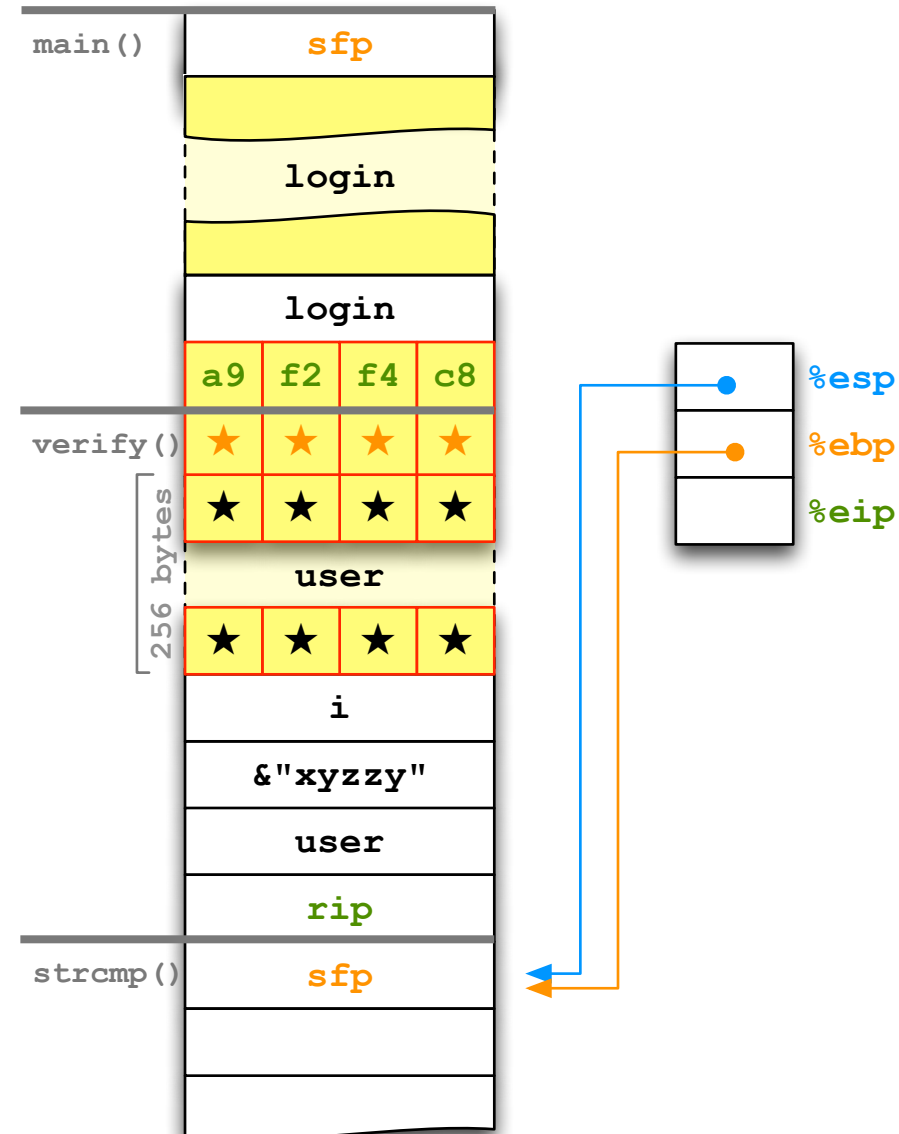 main()
sfp
login
login
a9 f2 f4 c8
%esp
verify()
★ ★ ★ ★
%ebp
256 bytes
★ ★ ★ ★
%eip
user
★ ★ ★ ★
i
&"xyzzy"
user
rip
strcmp()
sfp